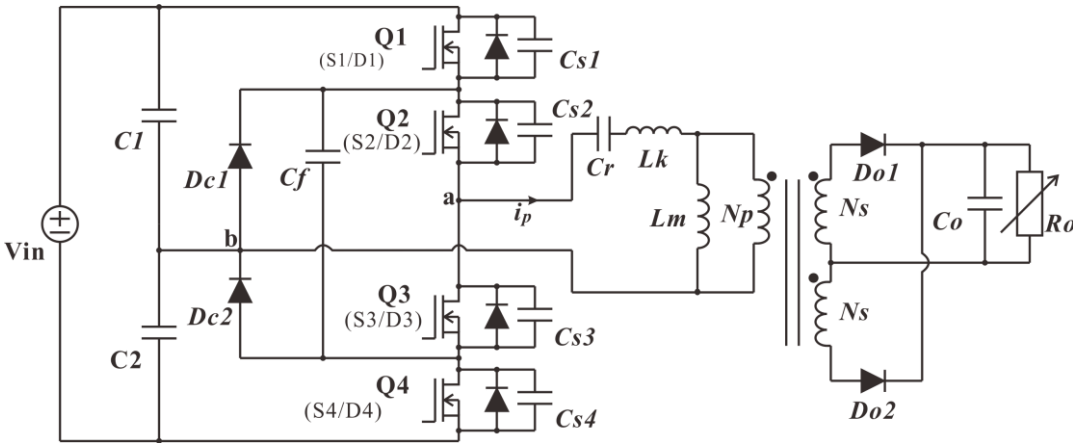 Q1
(S1/D1)
Cs1
Q2
(S2/D2)
Cs2
C1
Dc1
Cf
Cr
Lk
a
ip
Lm
Np
Ns
Do1
Co
Ro
Vin
b
C2
Dc2
Q3
(S3/D3)
Cs3
Ns
Q4
(S4/D4)
Cs4
Do2